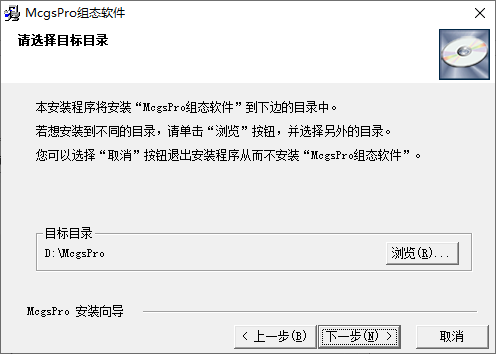 McgsPro组态软件
请选择目标目录
本安装程序将安装“McgsPro组态软件”到下边的目录中。
若想安装到不同的目录，请单击“浏览”按钮，并选择另外的目录。
您可以选择“取消”按钮退出安装程序从而不安装“McgsPro组态软件”。
目标目录
D:\McgsPro
浏览(R)...
McgsPro 安装向导
< 上一步(B)
下一步(N) >
取消